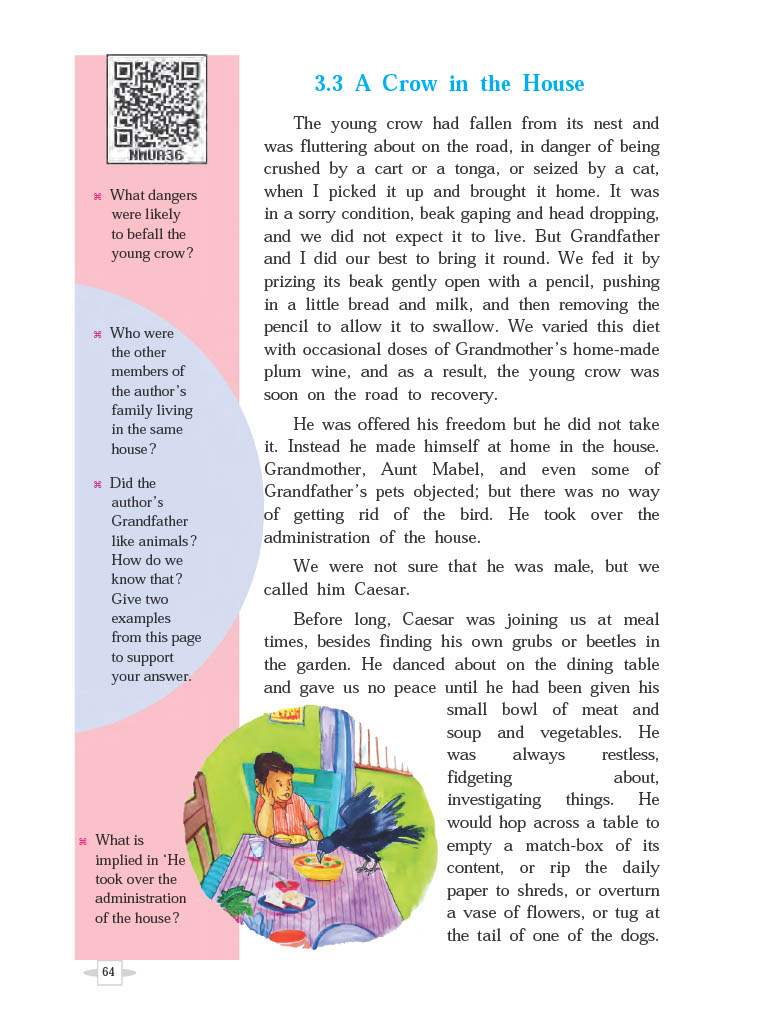 NMUA36
3.3 A Crow in the House
The young crow had fallen from its nest and
was fluttering about on the road, in danger of being
crushed by a cart or a tonga, or seized by a cat,
when I picked it up and brought it home. It was
in a sorry condition, beak gaping and head dropping,
and we did not expect it to live. But Grandfather
and I did our best to bring it round. We fed it by
prizing its beak gently open with a pencil, pushing
in a little bread and milk, and then removing the
pencil to allow it to swallow. We varied this diet
with occasional doses of Grandmother's home-made
plum wine, and as a result, the young crow was
soon on the road to recovery.
He was offered his freedom but he did not take
it. Instead he made himself at home in the house.
Grandmother, Aunt Mabel, and even some of
Grandfather's pets objected; but there was no way
of getting rid of the bird. He took over the
administration of the house.
We were not sure that he was male, but we
called him Caesar.
Before long, Caesar was joining us at meal
times, besides finding his own grubs or beetles in
the garden. He danced about on the dining table
and gave us no peace until he had been given his
small bowl of meat and
soup and vegetables. He
was always restless,
fidgeting about,
investigating things. He
would hop across a table to
empty a match-box of its
content, or rip the daily
paper to shreds, or overturn
a vase of flowers, or tug at
the tail of one of the dogs.
⌘ What dangers
were likely
to befall the
young crow?
⌘ Who were
the other
members of
the author's
family living
in the same
house?
⌘ Did the
author's
Grandfather
like animals?
How do we
know that?
Give two
examples
from this page
to support
your answer.
⌘ What is
implied in 'He
took over the
administration
of the house?
64